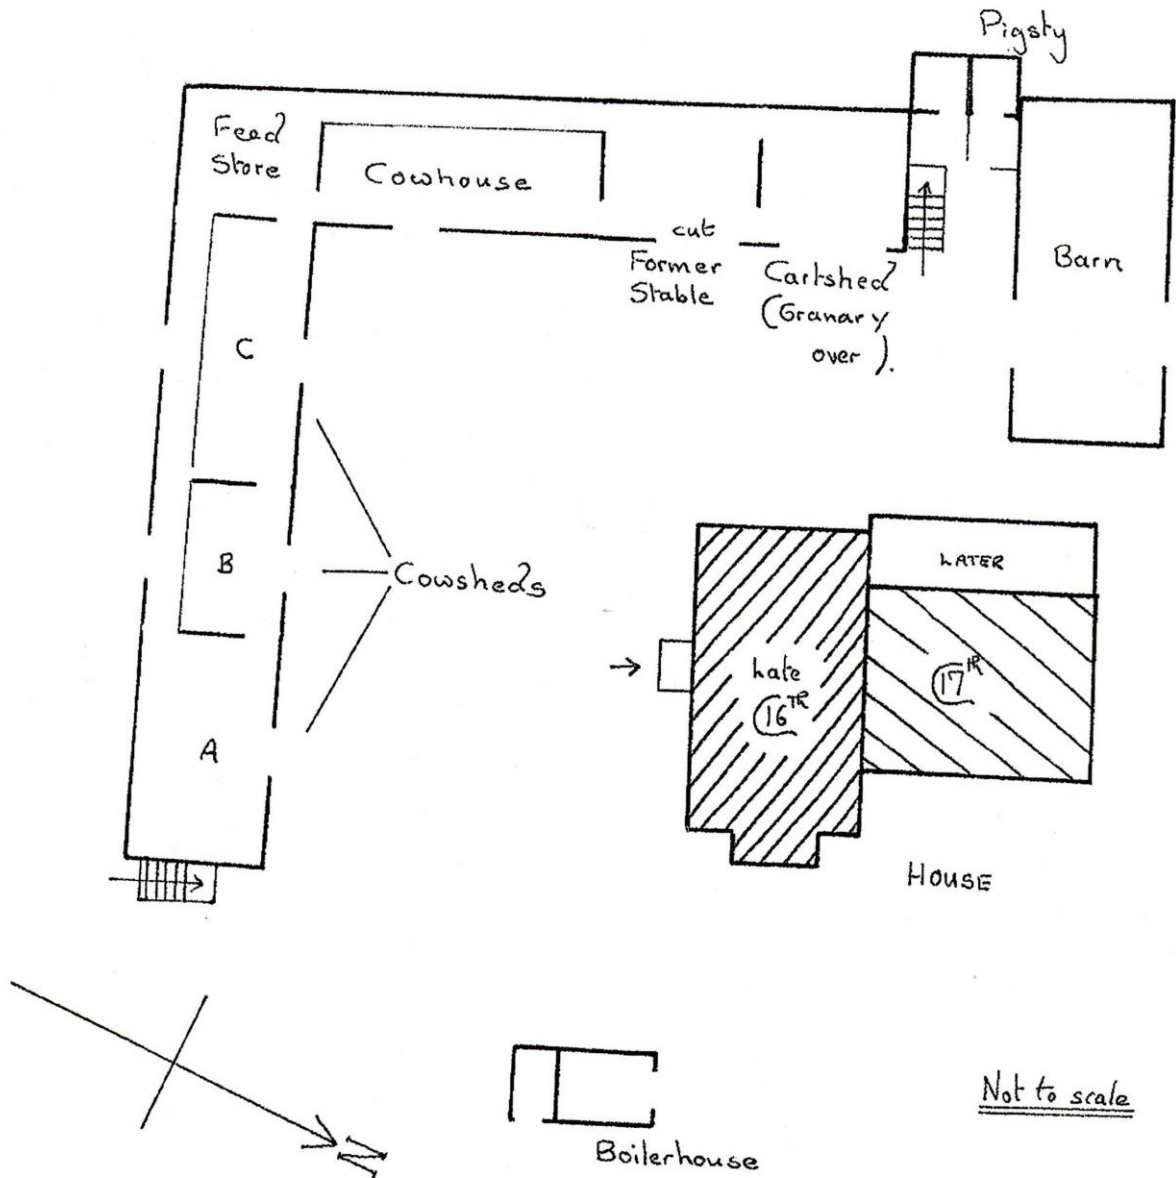 Pigsty
Feed
Store
Cowhouse
cut
Former
Stable
Cartshed
(Granary
over).
Barn
C
B
A
Cowsheds
LATER
Late
C16TH
C17TH
HOUSE
N
Boilerhouse
Not to scale